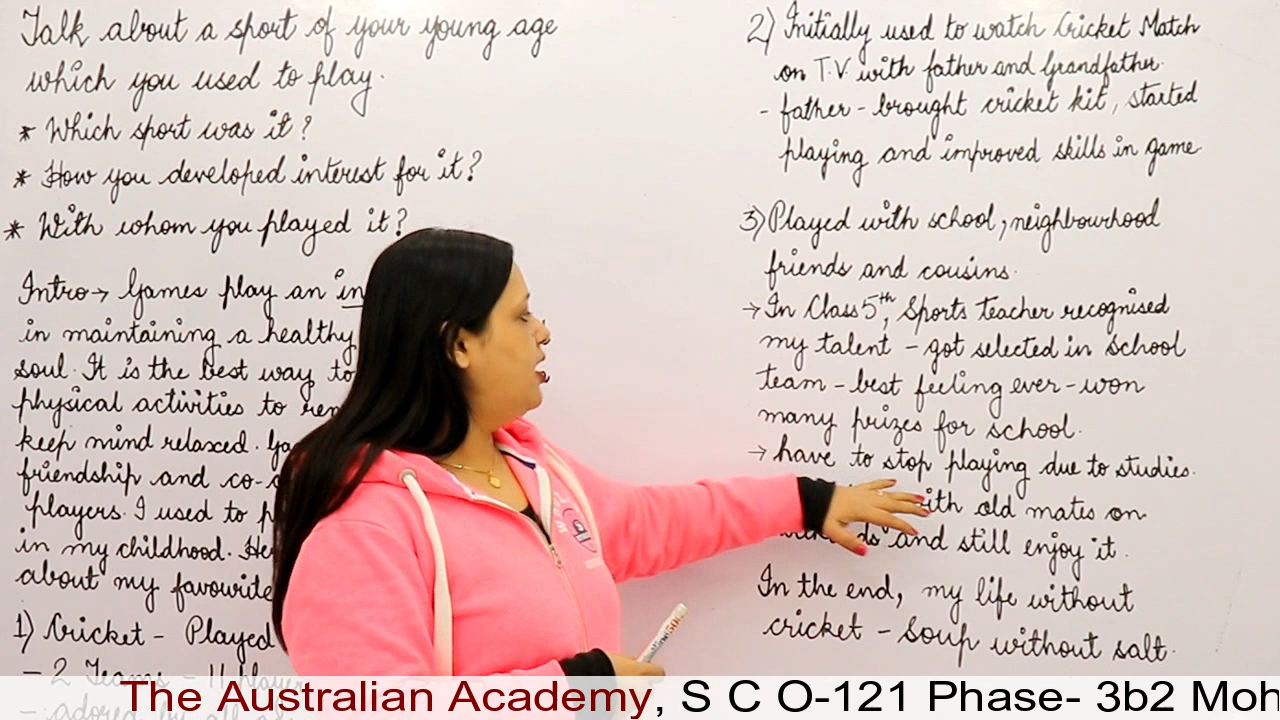 Talk about a sport of your young age
which you used to play.
* Which sport was it?
* How you developed interest for it?
* With whom you played it?
Intro → Games play an
in maintaining a healthy
soul. It is the best way to
physical activities to
keep mind relaxed.
friendship and
players. I used to
in my childhood.
about my favourite
1) Cricket - Played
- 2 Teams - 11
- adored by all
2) Initially used to watch Cricket Match
on T.V. with father and Grandfather.
- father - brought cricket kit, started
playing and improved skills in game.
3) Played with school, neighbourhood
friends and cousins.
→ In Class 5th, Sports teacher recognised
my talent - got selected in School
team - best feeling ever - won
many prizes for school.
→ have to stop playing due to studies.
old mates on
and still enjoy it.
In the end, my life without
cricket - Soup without salt.
The Australian Academy, S C O-121 Phase- 3b2 Moh